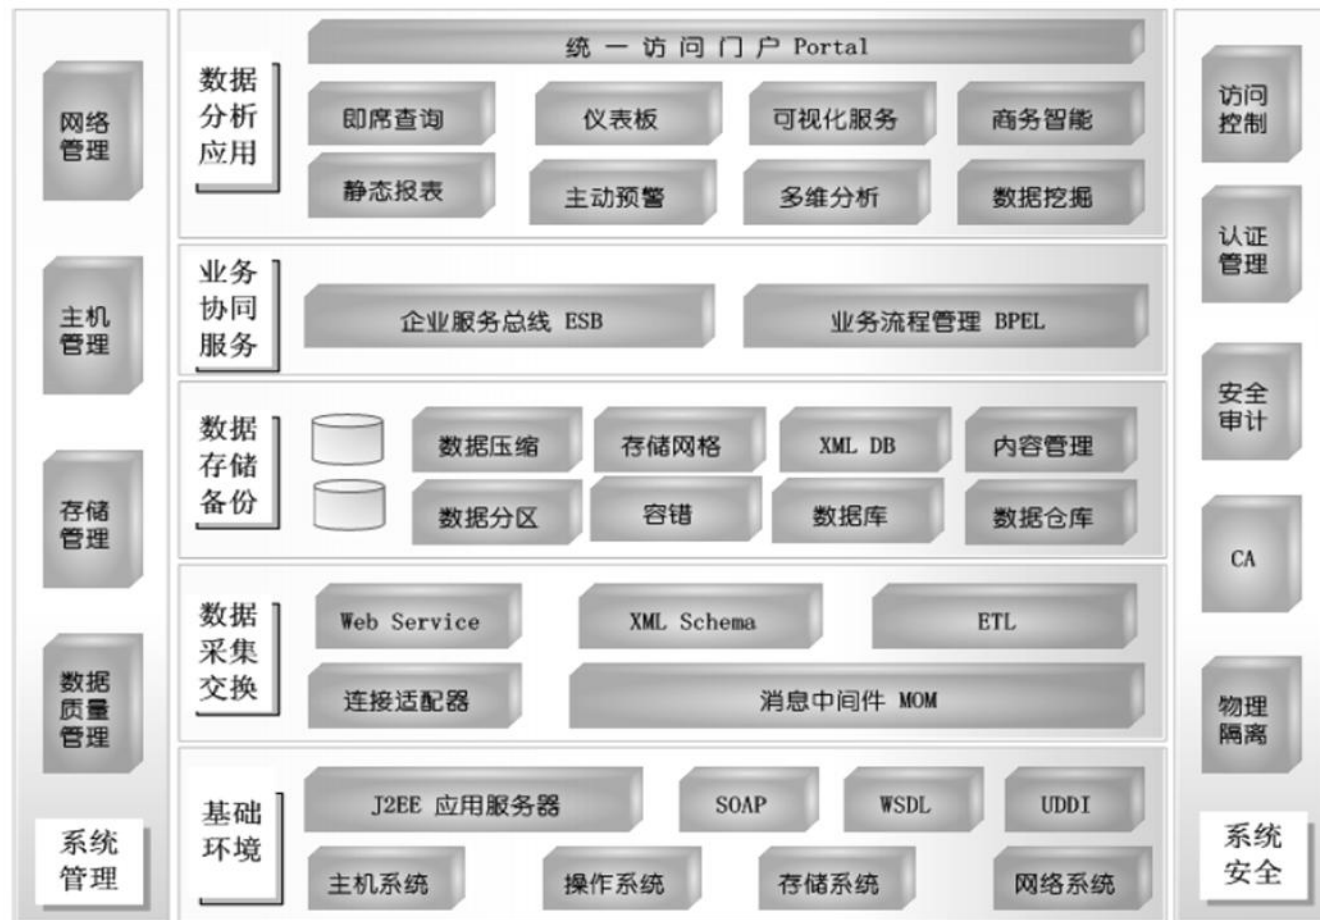 网络
管理
主机
管理
存储
管理
数据
质量
管理
系统
管理
数据
分析
应用
统一访问门户 Portal
即席查询
仪表板
可视化服务
商务智能
静态报表
主动预警
多维分析
数据挖掘
业务
协同
服务
企业服务总线 ESB
业务流程管理 BPEL
数据
存储
备份
数据压缩
存储网格
XML DB
内容管理
数据分区
容错
数据库
数据仓库
数据
采集
交换
Web Service
XML Schema
ETL
连接适配器
消息中间件 MOM
基础
环境
J2EE 应用服务器
SOAP
WSDL
UDDI
主机系统
操作系统
存储系统
网络系统
访问
控制
认证
管理
安全
审计
CA
物理
隔离
系统
安全